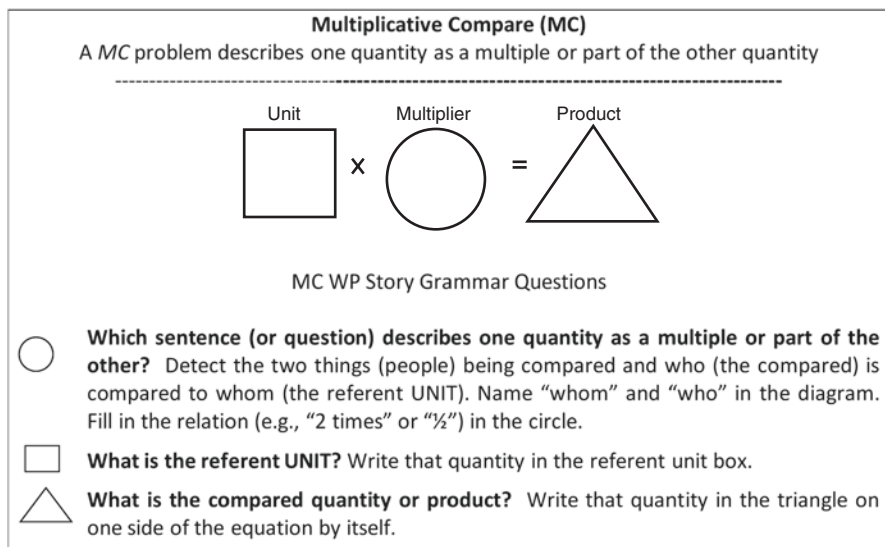 Multiplicative Compare (MC)
A MC problem describes one quantity as a multiple or part of the other quantity
Unit Multiplier Product
x =
MC WP Story Grammar Questions
Which sentence (or question) describes one quantity as a multiple or part of the
other? Detect the two things (people) being compared and who (the compared) is
compared to whom (the referent UNIT). Name “whom” and “who” in the diagram.
Fill in the relation (e.g., “2 times” or “½”) in the circle.
What is the referent UNIT? Write that quantity in the referent unit box.
What is the compared quantity or product? Write that quantity in the triangle on
one side of the equation by itself.